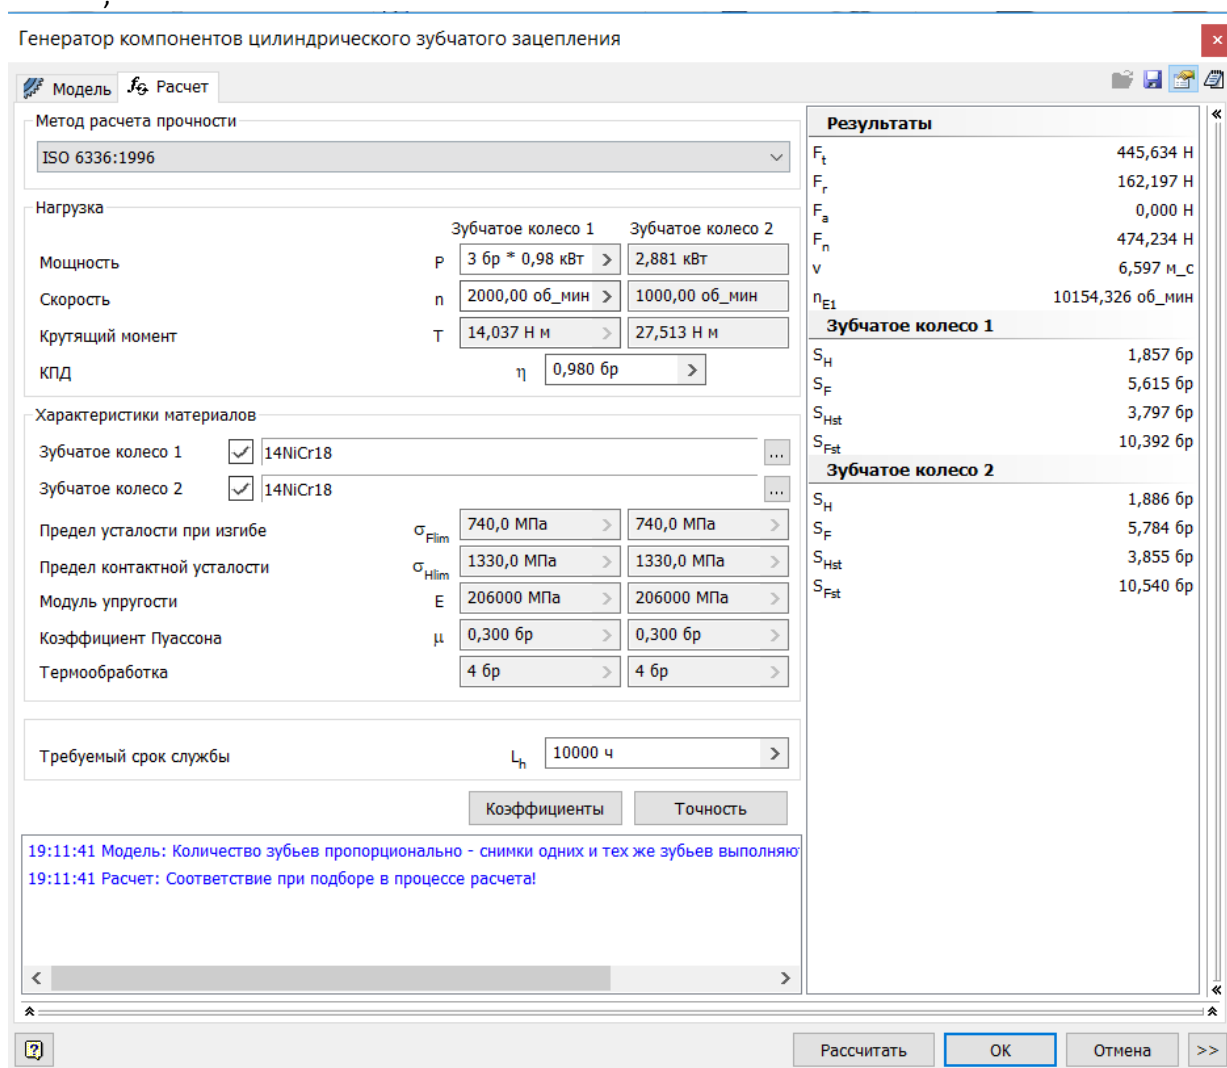 Генератор компонентов цилиндрического зубчатого зацепления
Модель
Расчет
Метод расчета прочности
ISO 6336:1996
Нагрузка
Зубчатое колесо 1 Зубчатое колесо 2
Мощность P 3 бр * 0,98 кВт 2,881 кВт
Скорость n 2000,00 об_мин 1000,00 об_мин
Крутящий момент T 14,037 Н м 27,513 Н м
КПД η 0,980 бр
Характеристики материалов
Зубчатое колесо 1 14NiCr18 ...
Зубчатое колесо 2 14NiCr18 ...
Предел усталости при изгибе σFlim 740,0 МПа 740,0 МПа
Предел контактной усталости σHlim 1330,0 МПа 1330,0 МПа
Модуль упругости E 206000 МПа 206000 МПа
Коэффициент Пуассона μ 0,300 бр 0,300 бр
Термообработка 4 бр 4 бр
Требуемый срок службы Lh 10000 ч
Коэффициенты Точность
19:11:41 Модель: Количество зубьев пропорционально - снимки одних и тех же зубьев выполняю
19:11:41 Расчет: Соответствие при подборе в процессе расчета!
Результаты
Ft 445,634 Н
Fr 162,197 Н
Fa 0,000 Н
Fn 474,234 Н
v 6,597 м_с
nE1 10154,326 об_мин
Зубчатое колесо 1
SH 1,857 бр
SF 5,615 бр
SHst 3,797 бр
SFst 10,392 бр
Зубчатое колесо 2
SH 1,886 бр
SF 5,784 бр
SHst 3,855 бр
SFst 10,540 бр
Рассчитать OK Отмена >>